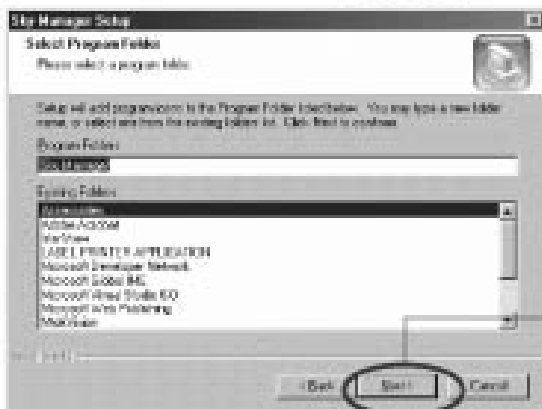 Sky Manager Setup
Select Program Folder
Please select a program folder.
Setup will add program icons to the Program Folder listed below. You may type a new folder
name, or select one from the existing folders list. Click Next to continue.
Program Folders:
Sky Manager
Existing Folders:
Accessories
Adobe Acrobat
LABEL PRINTER APPLICATION
Microsoft Developer Network
Microsoft Global IME
Microsoft Visual Studio 6.0
Microsoft Web Publishing
< Back
Next >
Cancel